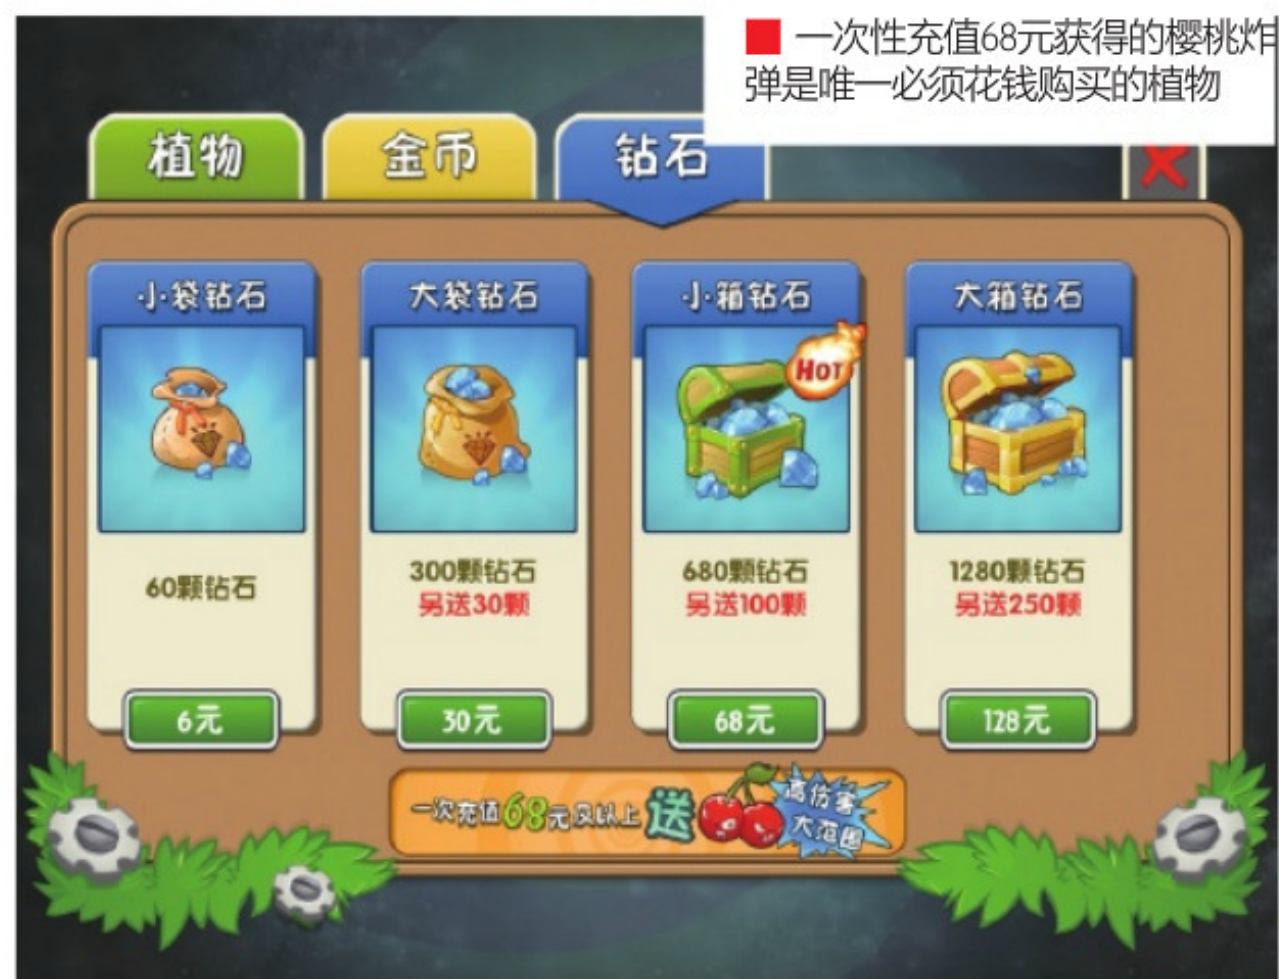 一次性充值68元获得的樱桃炸
弹是唯一必须花钱购买的植物
植物
金币
钻石
小袋钻石
大袋钻石
小箱钻石
大箱钻石
HOT
60颗钻石
300颗钻石
另送30颗
680颗钻石
另送100颗
1280颗钻石
另送250颗
6元
30元
68元
128元
一次充值68元及以上送
高伤害
大范围